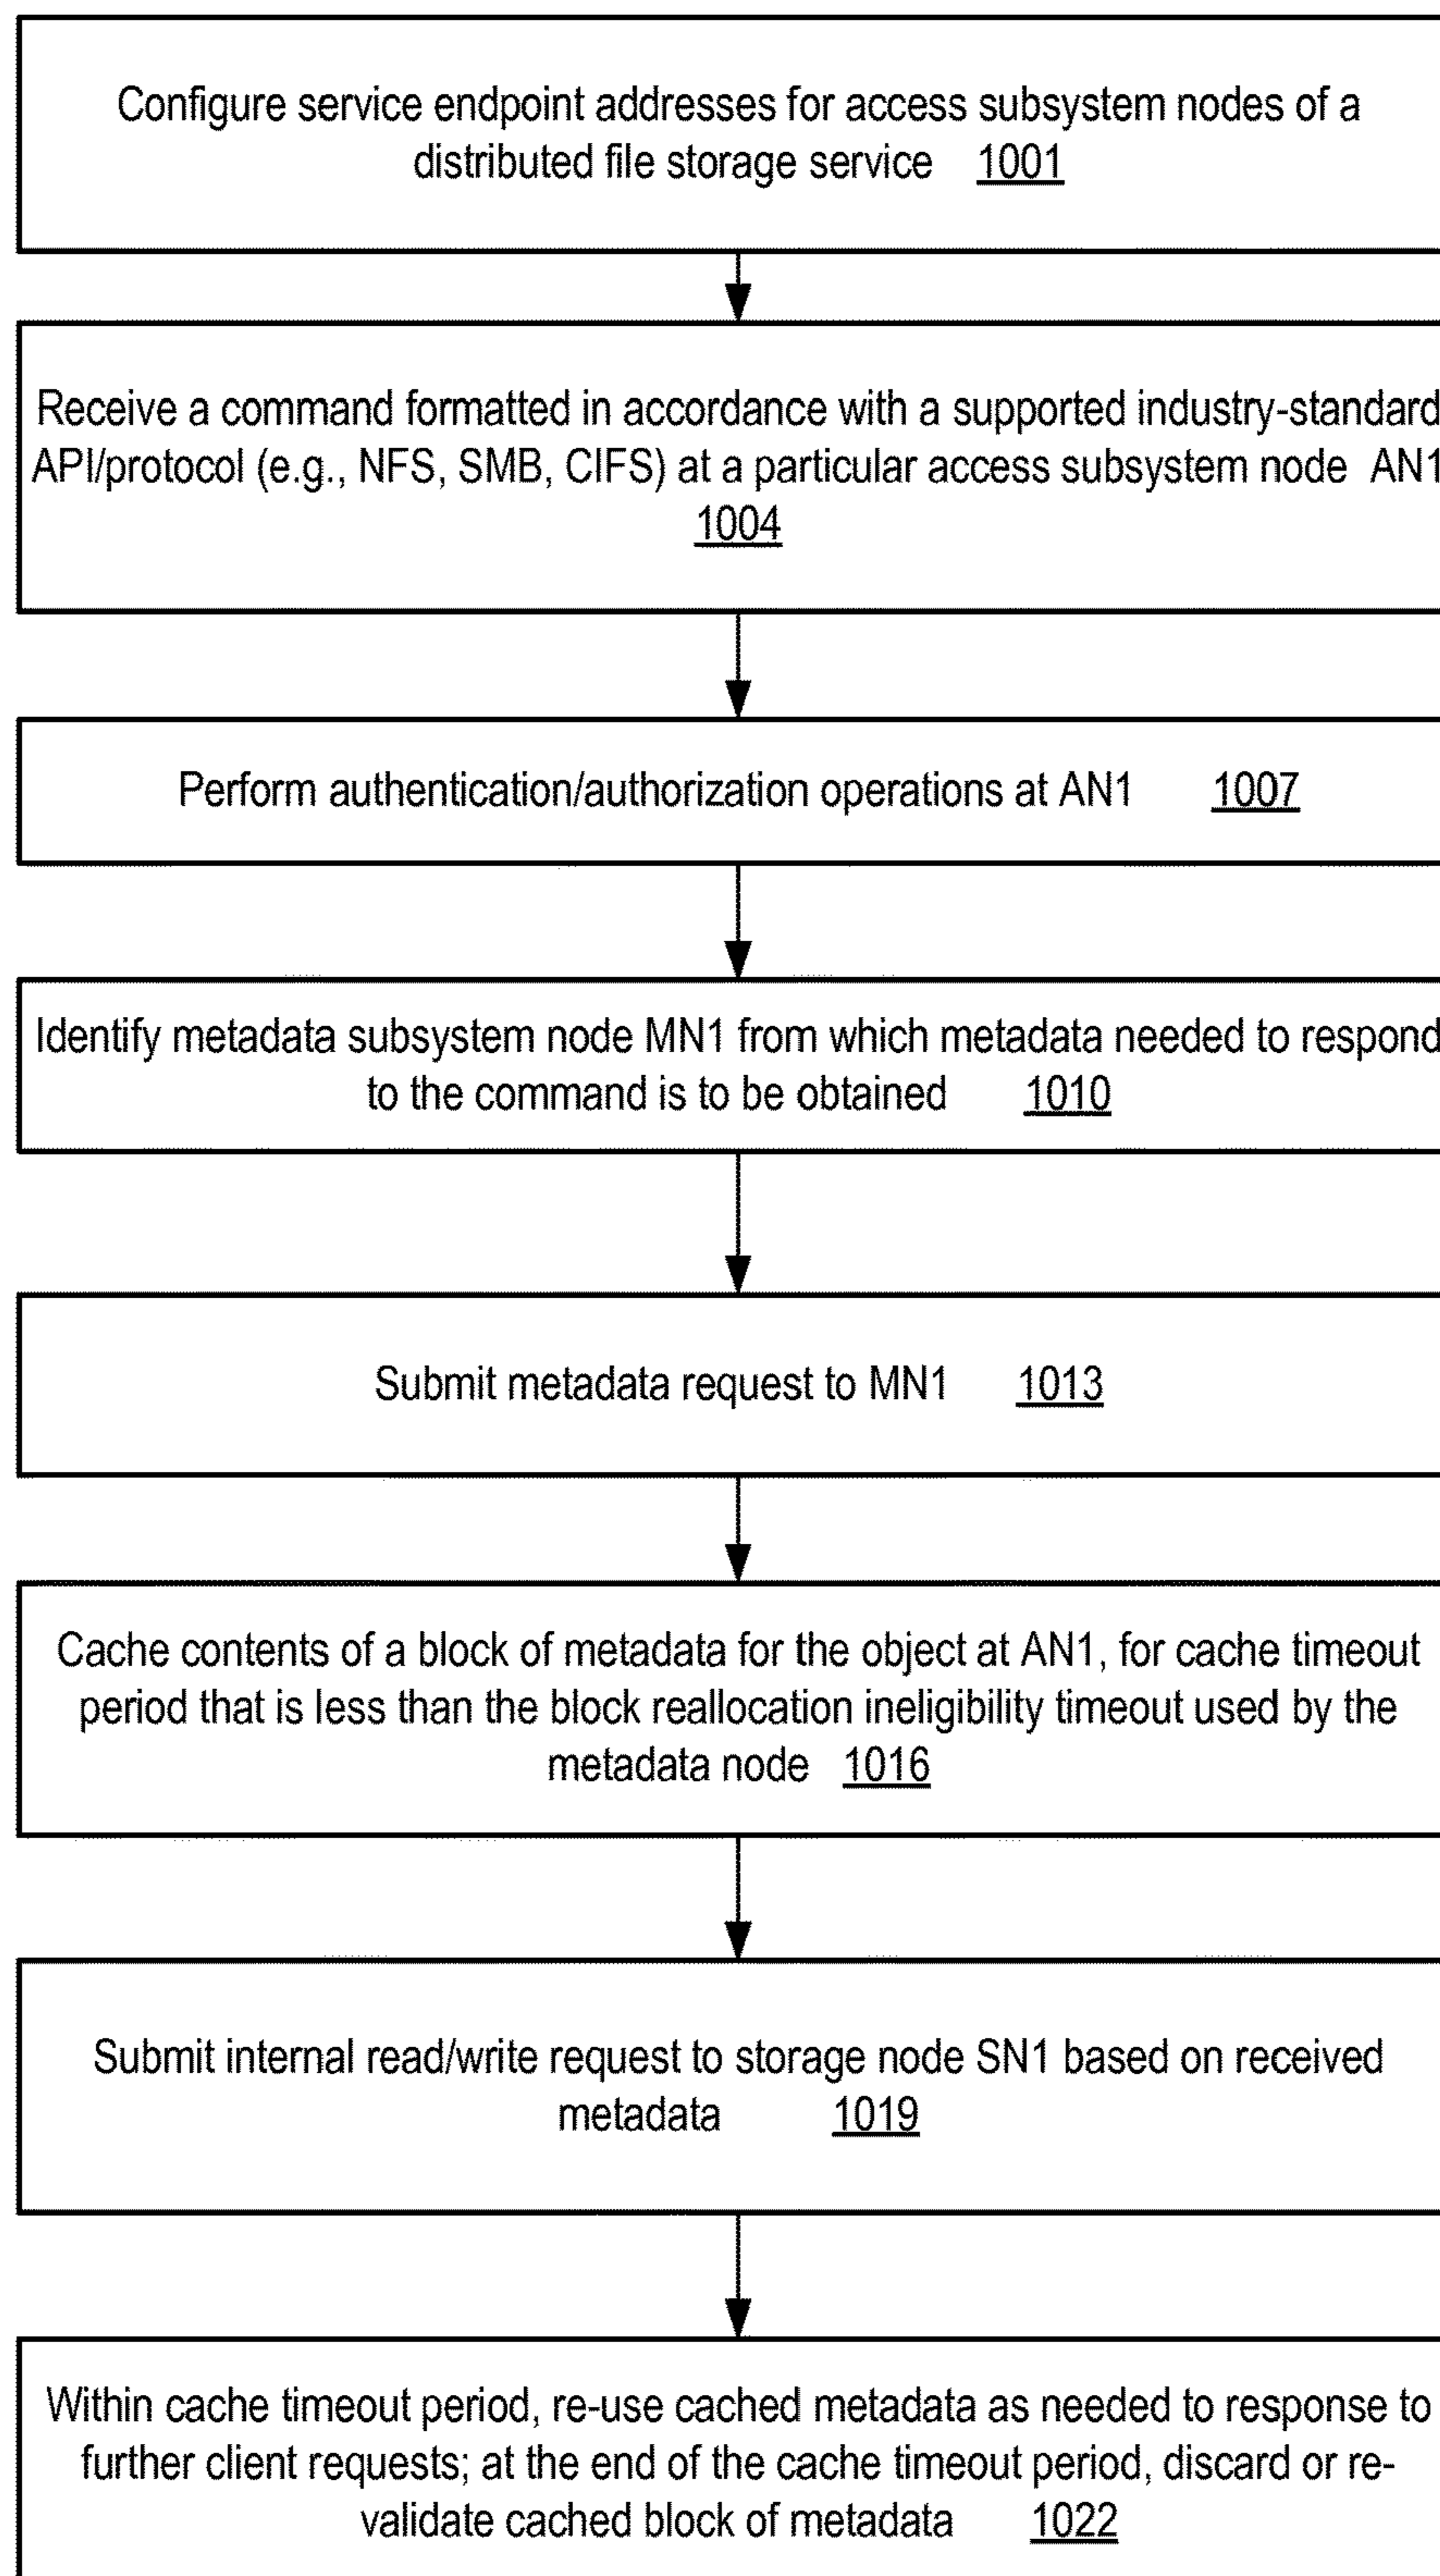 Configure service endpoint addresses for access subsystem nodes of a
distributed file storage service 1001
Receive a command formatted in accordance with a supported industry-standard
API/protocol (e.g., NFS, SMB, CIFS) at a particular access subsystem node AN1
1004
Perform authentication/authorization operations at AN1 1007
Identify metadata subsystem node MN1 from which metadata needed to respond
to the command is to be obtained 1010
Submit metadata request to MN1 1013
Cache contents of a block of metadata for the object at AN1, for cache timeout
period that is less than the block reallocation ineligibility timeout used by the
metadata node 1016
Submit internal read/write request to storage node SN1 based on received
metadata 1019
Within cache timeout period, re-use cached metadata as needed to response to
further client requests; at the end of the cache timeout period, discard or re-
validate cached block of metadata 1022